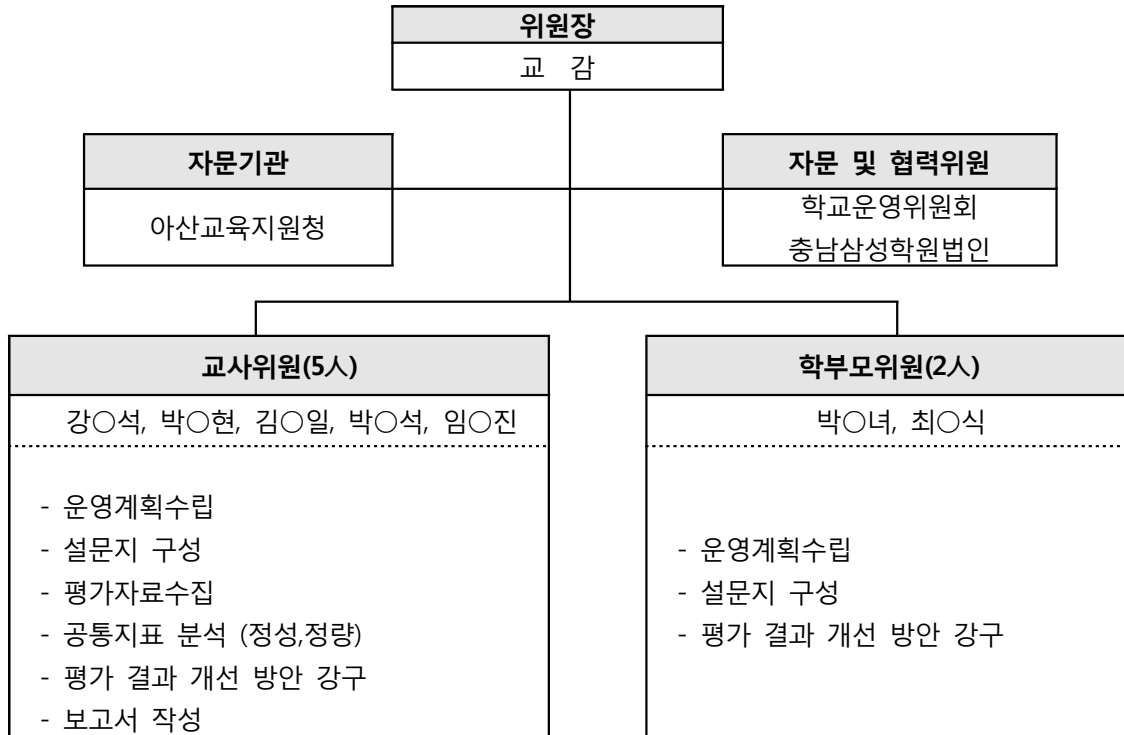 위원장
교 감
자문기관
아산교육지원청
자문 및 협력위원
학교운영위원회
충남삼성학원법인
교사위원(5人)
강○석, 박○현, 김○일, 박○석, 임○진
- 운영계획수립
- 설문지 구성
- 평가자료수집
- 공통지표 분석 (정성,정량)
- 평가 결과 개선 방안 강구
- 보고서 작성
학부모위원(2人)
박○녀, 최○식
- 운영계획수립
- 설문지 구성
- 평가 결과 개선 방안 강구